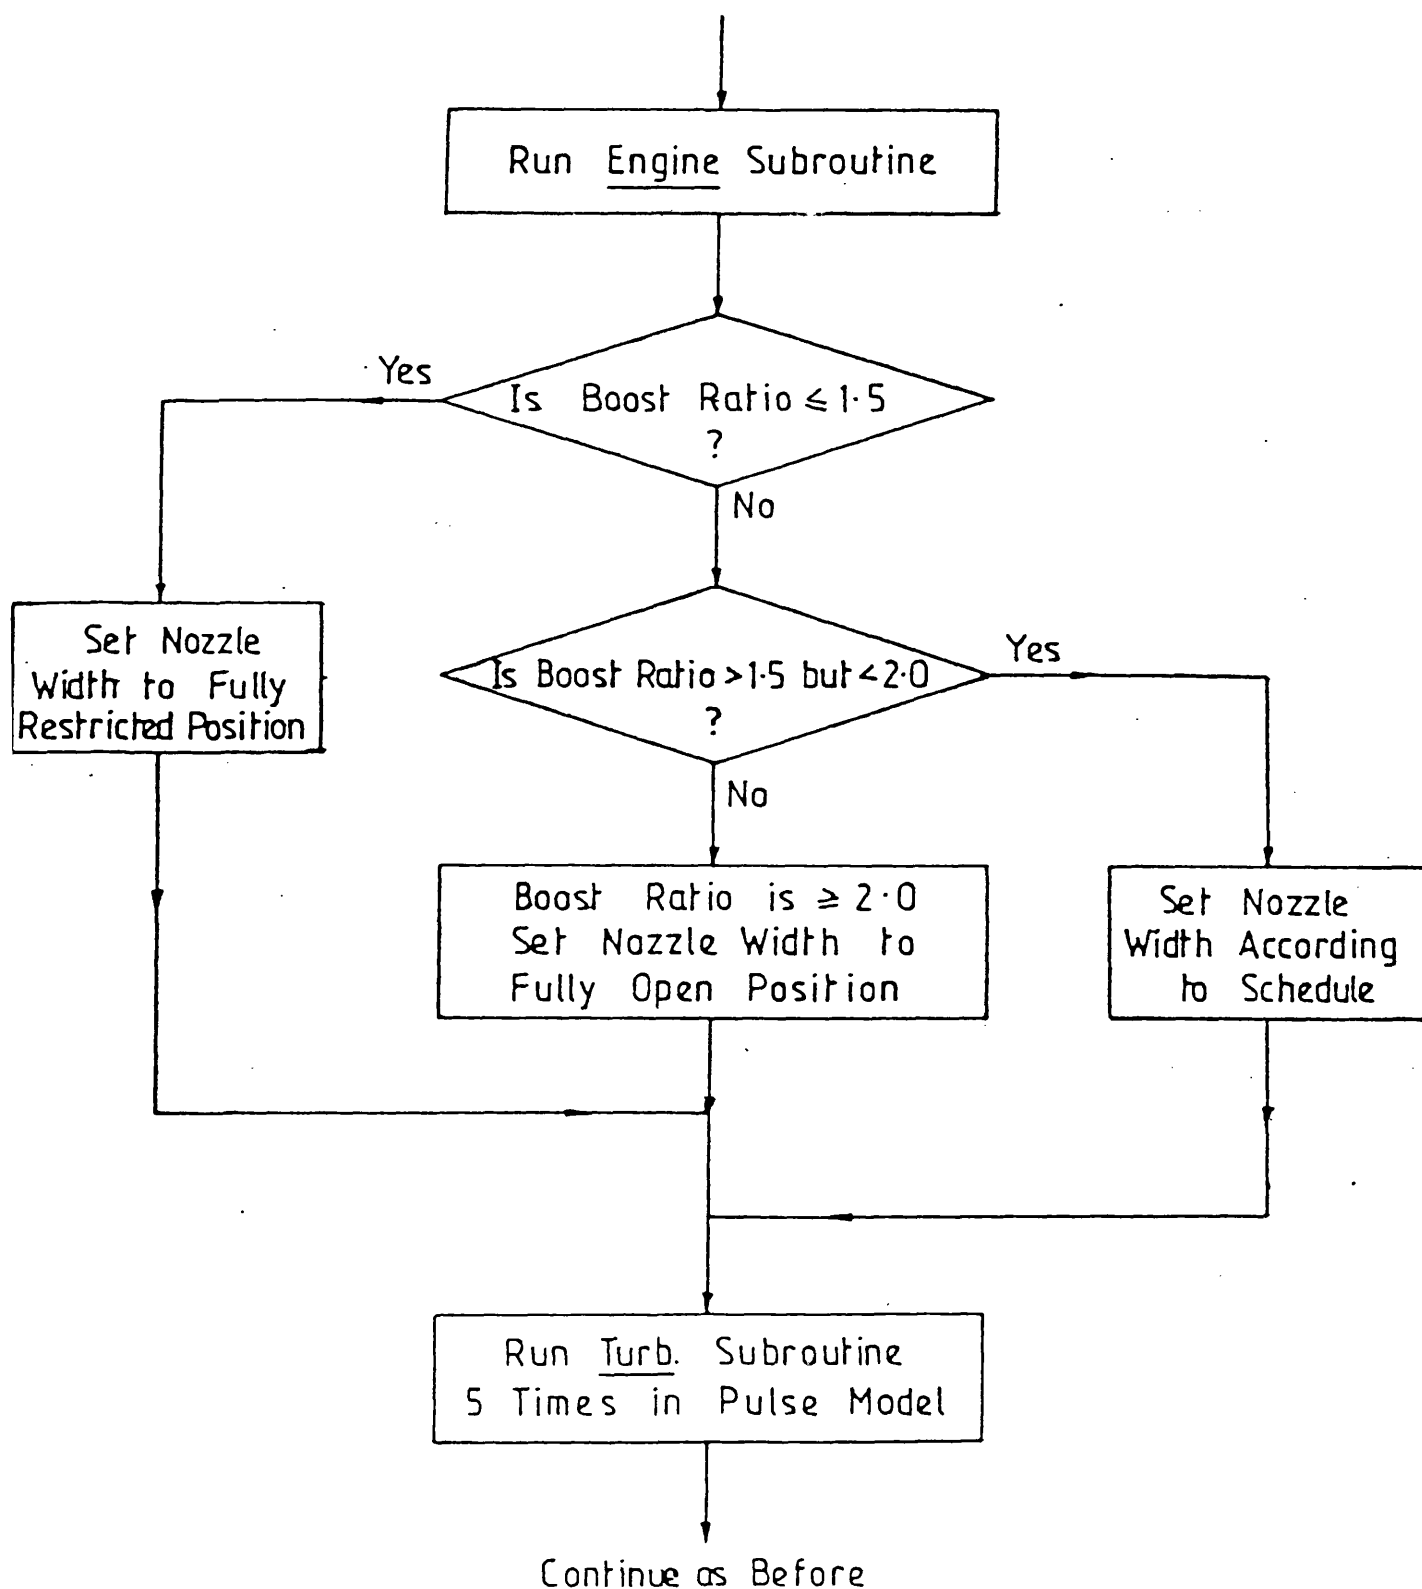 Run Engine Subroutine
Yes
Is Boost Ratio ⩽ 1·5
?
No
Set Nozzle
Width to Fully
Restricted Position
Is Boost Ratio > 1·5 but < 2·0
?
Yes
No
Boost Ratio is ⩾ 2·0
Set Nozzle Width to
Fully Open Position
Set Nozzle
Width According
to Schedule
Run Turb. Subroutine
5 Times in Pulse Model
Continue as Before